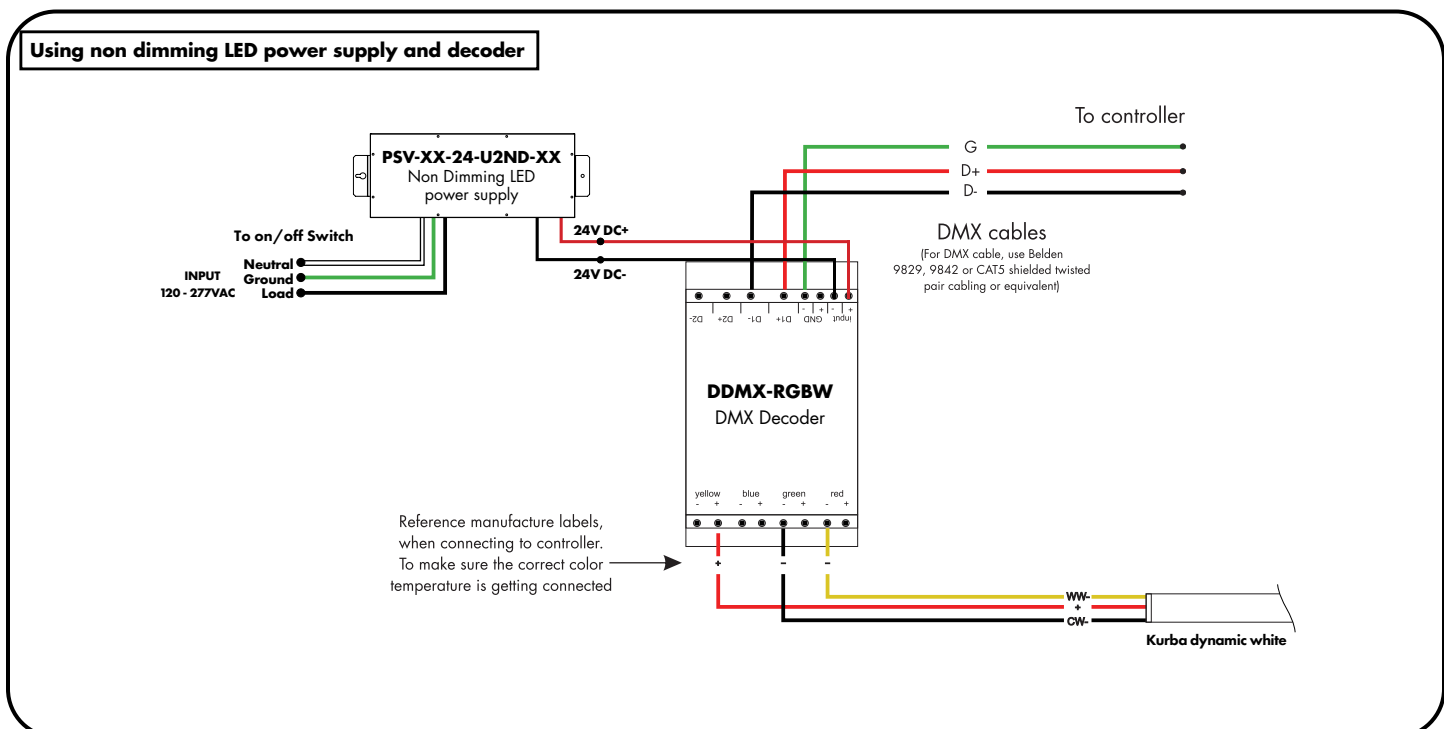 Using non dimming LED power supply and decoder
To controller
PSV-XX-24-U2ND-XX
Non Dimming LED
power supply
G
D+
D-
To on/off Switch
Neutral
Ground
Load
INPUT
120 - 277VAC
24V DC+
24V DC-
DMX cables
(For DMX cable, use Belden
9829, 9842 or CAT5 shielded twisted
pair cabling or equivalent)
D2- D2+ D1- D1+ GND input
- + - +
DDMX-RGBW
DMX Decoder
yellow blue green red
- + - + - + - +
Reference manufacture labels,
when connecting to controller.
To make sure the correct color
temperature is getting connected
+ - -
WW-
+
CW-
Kurba dynamic white